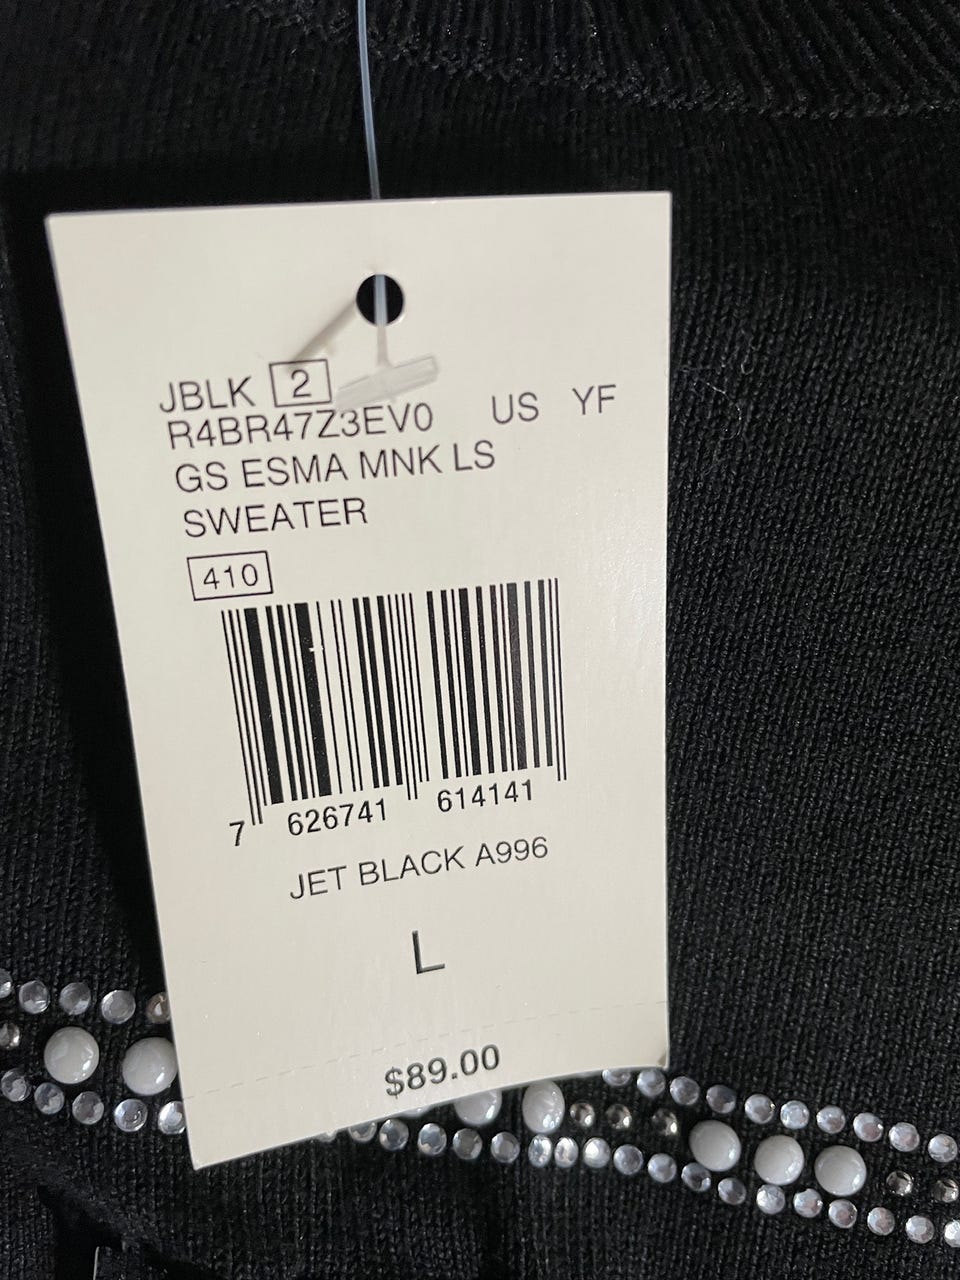 JBLK 2
R4BR47Z3EV0 US YF
GS ESMA MNK LS
SWEATER
410
7 626741 614141
JET BLACK A996
L
$89.00